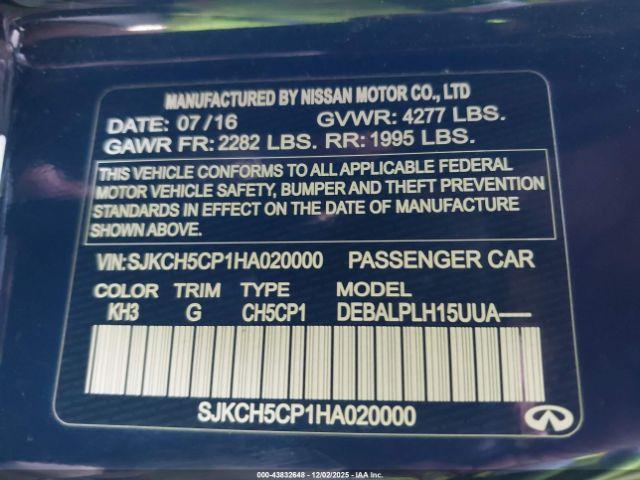 MANUFACTURED BY NISSAN MOTOR CO., LTD
DATE: 07/16 GVWR: 4277 LBS.
GAWR FR: 2282 LBS. RR: 1995 LBS.
THIS VEHICLE CONFORMS TO ALL APPLICABLE FEDERAL
MOTOR VEHICLE SAFETY, BUMPER AND THEFT PREVENTION
STANDARDS IN EFFECT ON THE DATE OF MANUFACTURE
SHOWN ABOVE.
VIN:SJKCH5CP1HA020000 PASSENGER CAR
COLOR TRIM TYPE MODEL
KH3 G CH5CP1 DEBALPLH15UUA-----
SJKCH5CP1HA020000
000-43832648 - 12/02/2025 - IAA